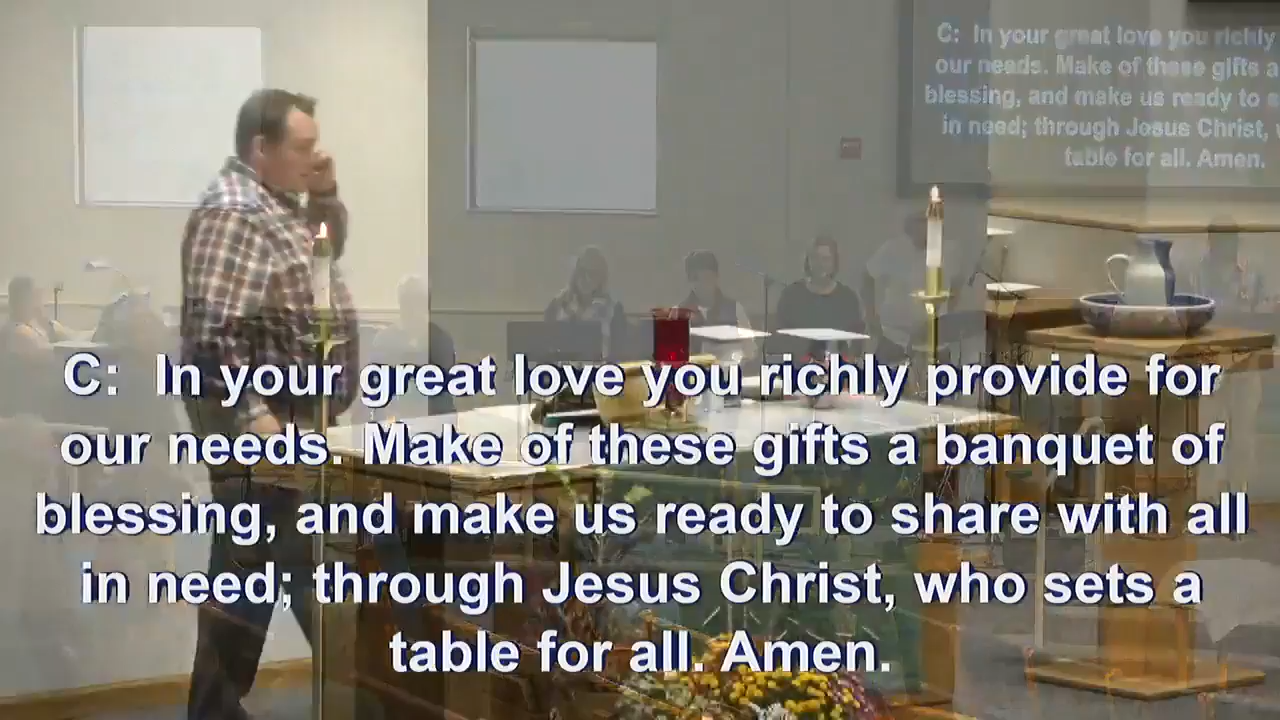 C: In your great love you richly
our needs. Make of these gifts a
blessing, and make us ready to
in need; through Jesus Christ,
table for all. Amen.
C: In your great love you richly provide for
our needs. Make of these gifts a banquet of
blessing, and make us ready to share with all
in need; through Jesus Christ, who sets a
table for all. Amen.